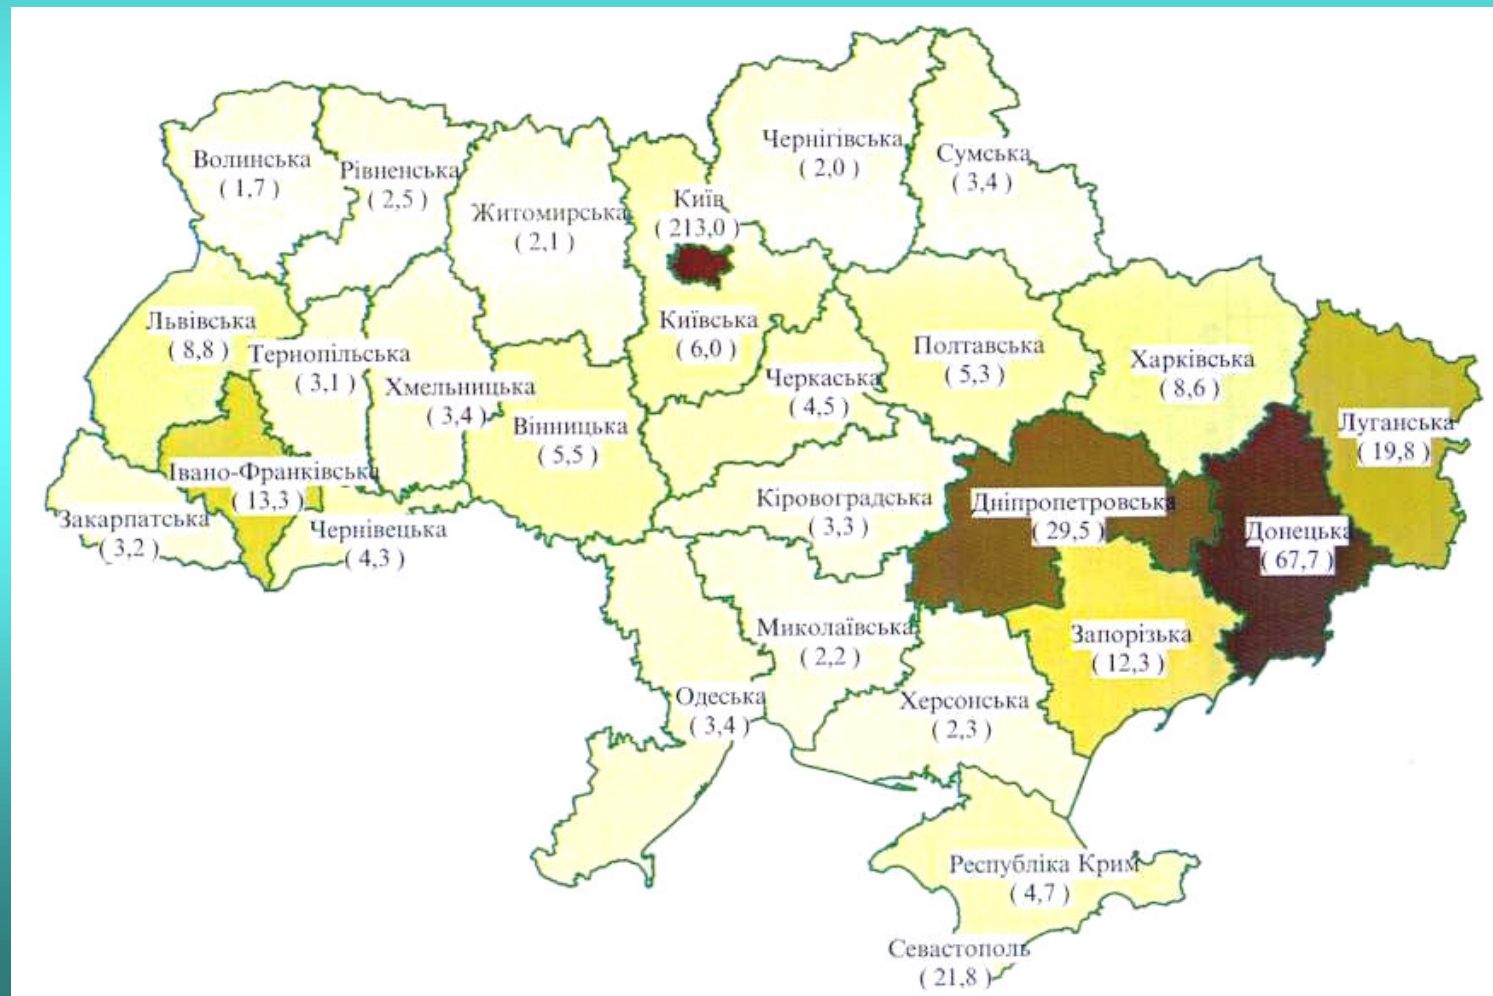 Чернігівська
( 2,0 )
Сумська
( 3,4 )
Волинська
( 1,7 )
Рівненська
( 2,5 )
Житомирська
( 2,1 )
Київ
( 213,0 )
Львівська
( 8,8 )
Тернопільська
( 3,1 )
Хмельницька
( 3,4 )
Київська
( 6,0 )
Черкаська
( 4,5 )
Полтавська
( 5,3 )
Харківська
( 8,6 )
Луганська
( 19,8 )
Вінницька
( 5,5 )
Івано-Франківська
( 13,3 )
Закарпатська
( 3,2 )
Чернівецька
( 4,3 )
Кіровоградська
( 3,3 )
Дніпропетровська
( 29,5 )
Донецька
( 67,7 )
Миколаївська
( 2,2 )
Запорізька
( 12,3 )
Одеська
( 3,4 )
Херсонська
( 2,3 )
Республіка Крим
( 4,7 )
Севастополь
( 21,8 )